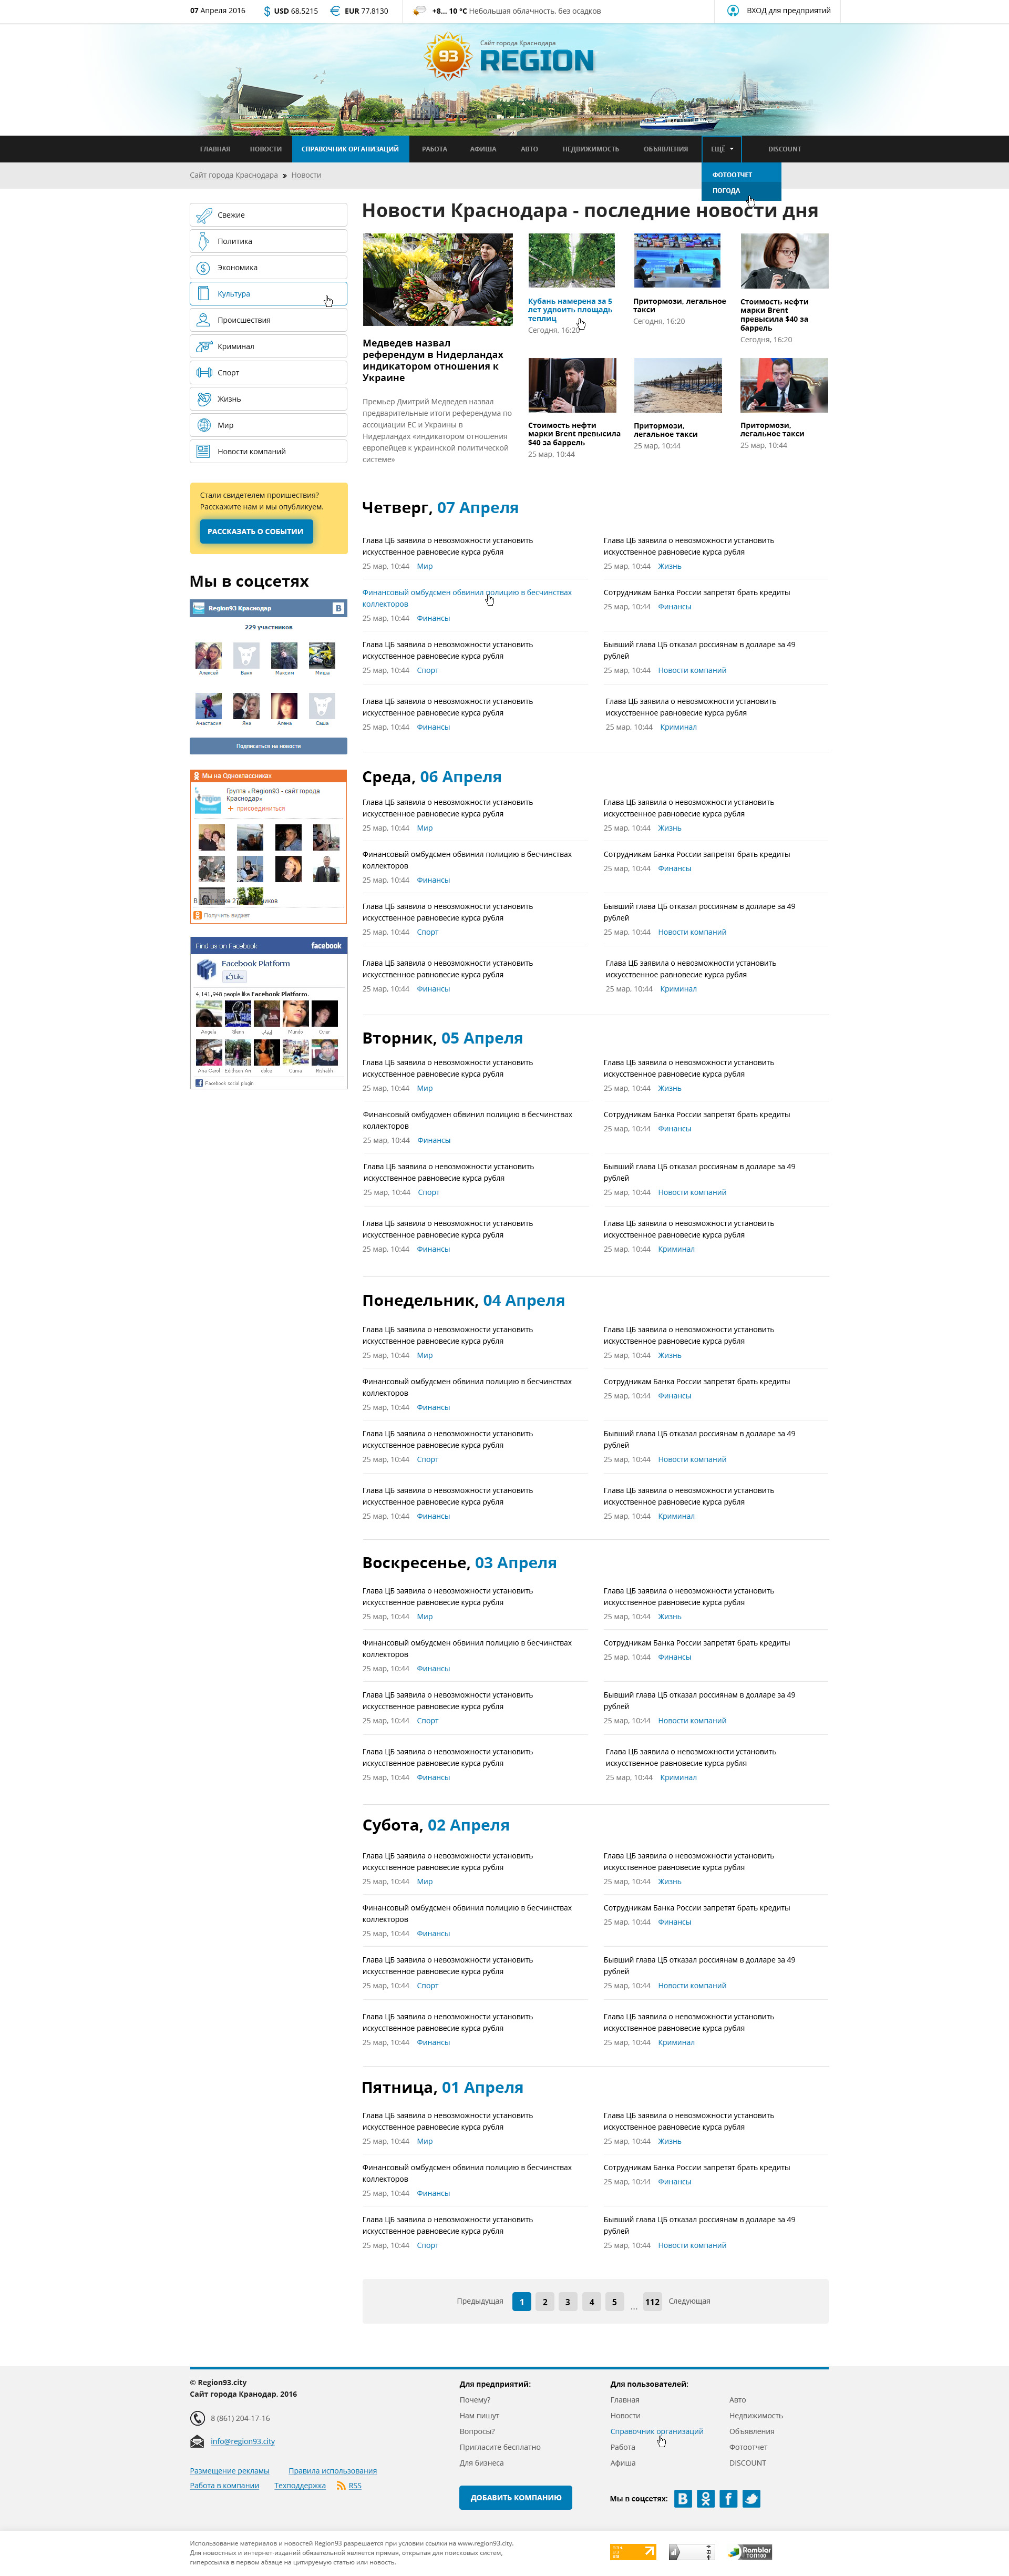 07 Апреля 2016
USD 68,5215
EUR 77,8130
+8... 10 °C Небольшая облачность, без осадков
ВХОД для предприятий
93
Сайт города Краснодара
REGION
ГЛАВНАЯ НОВОСТИ СПРАВОЧНИК ОРГАНИЗАЦИЙ РАБОТА АФИША АВТО НЕДВИЖИМОСТЬ ОБЪЯВЛЕНИЯ ЕЩЁ DISCOUNT
ФОТООТЧЕТ
ПОГОДА
Сайт города Краснодара » Новости
Свежие
Политика
Экономика
Культура
Происшествия
Криминал
Спорт
Жизнь
Мир
Новости компаний
Стали свидетелем проишествия?
Расскажите нам и мы опубликуем.
РАССКАЗАТЬ О СОБЫТИИ
Мы в соцсетях
Region93 Краснодар
B
229 участников
Алексей Ваня Максим Миша
Анастасия Яна Алена Саша
Подписаться на новости
Мы на Одноклассниках
Группа «Region93 - сайт города
Краснодар»
присоединиться
Получить виджет
Find us on Facebook facebook
Facebook Platform
Like
4,141,948 people like Facebook Platform.
Angela Glenn Mundo Cmer
Ana Caml dolce Cuma Rishabh
Facebook social plugin
Новости Краснодара - последние новости дня
Медведев назвал
референдум в Нидерландах
индикатором отношения к
Украине
Премьер Дмитрий Медведев назвал
предварительные итоги референдума по
ассоциации ЕС и Украины в
Нидерландах «индикатором отношения
европейцев к украинской политической
системе»
Кубань намерена за 5
лет удвоить площадь
теплиц
Сегодня, 16:20
Притормози, легальное
такси
Сегодня, 16:20
Стоимость нефти
марки Brent
превысила $40 за
баррель
Сегодня, 16:20
Стоимость нефти
марки Brent превысила
$40 за баррель
25 мар, 10:44
Притормози,
легальное такси
25 мар, 10:44
Притормози,
легальное такси
25 мар, 10:44
Четверг, 07 Апреля
Глава ЦБ заявила о невозможности установить
искусственное равновесие курса рубля
25 мар, 10:44 Мир
Глава ЦБ заявила о невозможности установить
искусственное равновесие курса рубля
25 мар, 10:44 Жизнь
Финансовый омбудсмен обвинил полицию в бесчинствах
коллекторов
25 мар, 10:44 Финансы
Сотрудникам Банка России запретят брать кредиты
25 мар, 10:44 Финансы
Глава ЦБ заявила о невозможности установить
искусственное равновесие курса рубля
25 мар, 10:44 Спорт
Бывший глава ЦБ отказал россиянам в долларе за 49
рублей
25 мар, 10:44 Новости компаний
Глава ЦБ заявила о невозможности установить
искусственное равновесие курса рубля
25 мар, 10:44 Финансы
Глава ЦБ заявила о невозможности установить
искусственное равновесие курса рубля
25 мар, 10:44 Криминал
Среда, 06 Апреля
Глава ЦБ заявила о невозможности установить
искусственное равновесие курса рубля
25 мар, 10:44 Мир
Глава ЦБ заявила о невозможности установить
искусственное равновесие курса рубля
25 мар, 10:44 Жизнь
Финансовый омбудсмен обвинил полицию в бесчинствах
коллекторов
25 мар, 10:44 Финансы
Сотрудникам Банка России запретят брать кредиты
25 мар, 10:44 Финансы
Глава ЦБ заявила о невозможности установить
искусственное равновесие курса рубля
25 мар, 10:44 Спорт
Бывший глава ЦБ отказал россиянам в долларе за 49
рублей
25 мар, 10:44 Новости компаний
Глава ЦБ заявила о невозможности установить
искусственное равновесие курса рубля
25 мар, 10:44 Финансы
Глава ЦБ заявила о невозможности установить
искусственное равновесие курса рубля
25 мар, 10:44 Криминал
Вторник, 05 Апреля
Глава ЦБ заявила о невозможности установить
искусственное равновесие курса рубля
25 мар, 10:44 Мир
Глава ЦБ заявила о невозможности установить
искусственное равновесие курса рубля
25 мар, 10:44 Жизнь
Финансовый омбудсмен обвинил полицию в бесчинствах
коллекторов
25 мар, 10:44 Финансы
Сотрудникам Банка России запретят брать кредиты
25 мар, 10:44 Финансы
Глава ЦБ заявила о невозможности установить
искусственное равновесие курса рубля
25 мар, 10:44 Спорт
Бывший глава ЦБ отказал россиянам в долларе за 49
рублей
25 мар, 10:44 Новости компаний
Глава ЦБ заявила о невозможности установить
искусственное равновесие курса рубля
25 мар, 10:44 Финансы
Глава ЦБ заявила о невозможности установить
искусственное равновесие курса рубля
25 мар, 10:44 Криминал
Понедельник, 04 Апреля
Глава ЦБ заявила о невозможности установить
искусственное равновесие курса рубля
25 мар, 10:44 Мир
Глава ЦБ заявила о невозможности установить
искусственное равновесие курса рубля
25 мар, 10:44 Жизнь
Финансовый омбудсмен обвинил полицию в бесчинствах
коллекторов
25 мар, 10:44 Финансы
Сотрудникам Банка России запретят брать кредиты
25 мар, 10:44 Финансы
Глава ЦБ заявила о невозможности установить
искусственное равновесие курса рубля
25 мар, 10:44 Спорт
Бывший глава ЦБ отказал россиянам в долларе за 49
рублей
25 мар, 10:44 Новости компаний
Глава ЦБ заявила о невозможности установить
искусственное равновесие курса рубля
25 мар, 10:44 Финансы
Глава ЦБ заявила о невозможности установить
искусственное равновесие курса рубля
25 мар, 10:44 Криминал
Воскресенье, 03 Апреля
Глава ЦБ заявила о невозможности установить
искусственное равновесие курса рубля
25 мар, 10:44 Мир
Глава ЦБ заявила о невозможности установить
искусственное равновесие курса рубля
25 мар, 10:44 Жизнь
Финансовый омбудсмен обвинил полицию в бесчинствах
коллекторов
25 мар, 10:44 Финансы
Сотрудникам Банка России запретят брать кредиты
25 мар, 10:44 Финансы
Глава ЦБ заявила о невозможности установить
искусственное равновесие курса рубля
25 мар, 10:44 Спорт
Бывший глава ЦБ отказал россиянам в долларе за 49
рублей
25 мар, 10:44 Новости компаний
Глава ЦБ заявила о невозможности установить
искусственное равновесие курса рубля
25 мар, 10:44 Финансы
Глава ЦБ заявила о невозможности установить
искусственное равновесие курса рубля
25 мар, 10:44 Криминал
Субота, 02 Апреля
Глава ЦБ заявила о невозможности установить
искусственное равновесие курса рубля
25 мар, 10:44 Мир
Глава ЦБ заявила о невозможности установить
искусственное равновесие курса рубля
25 мар, 10:44 Жизнь
Финансовый омбудсмен обвинил полицию в бесчинствах
коллекторов
25 мар, 10:44 Финансы
Сотрудникам Банка России запретят брать кредиты
25 мар, 10:44 Финансы
Глава ЦБ заявила о невозможности установить
искусственное равновесие курса рубля
25 мар, 10:44 Спорт
Бывший глава ЦБ отказал россиянам в долларе за 49
рублей
25 мар, 10:44 Новости компаний
Глава ЦБ заявила о невозможности установить
искусственное равновесие курса рубля
25 мар, 10:44 Финансы
Глава ЦБ заявила о невозможности установить
искусственное равновесие курса рубля
25 мар, 10:44 Криминал
Пятница, 01 Апреля
Глава ЦБ заявила о невозможности установить
искусственное равновесие курса рубля
25 мар, 10:44 Мир
Глава ЦБ заявила о невозможности установить
искусственное равновесие курса рубля
25 мар, 10:44 Жизнь
Финансовый омбудсмен обвинил полицию в бесчинствах
коллекторов
25 мар, 10:44 Финансы
Сотрудникам Банка России запретят брать кредиты
25 мар, 10:44 Финансы
Глава ЦБ заявила о невозможности установить
искусственное равновесие курса рубля
25 мар, 10:44 Спорт
Бывший глава ЦБ отказал россиянам в долларе за 49
рублей
25 мар, 10:44 Новости компаний
Предыдущая 1 2 3 4 5 ... 112 Следующая
© Region93.city
Сайт города Кранодар, 2016
8 (861) 204-17-16
info@region93.city
Размещение рекламы Правила использования
Работа в компании Техподдержка RSS
Для предприятий:
Почему?
Нам пишут
Вопросы?
Пригласите бесплатно
Для бизнеса
ДОБАВИТЬ КОМПАНИЮ
Для пользователей:
Главная
Новости
Справочник организаций
Работа
Афиша
Авто
Недвижимость
Объявления
Фотоотчет
DISCOUNT
Мы в соцсетях:
Использование материалов и новостей Region93 разрешается при условии ссылки на www.region93.city.
Для новостных и интернет-изданий обязательной является прямая, открытая для поисковых систем,
гиперссылка в первом абзаце на цитируемую статью или новость.
Rambler
ТОП100